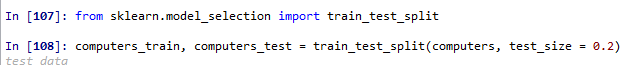 In [107]: from sklearn.model_selection import train_test_split
In [108]: computers_train, computers_test = train_test_split(computers, test_size = 0.2)
test data